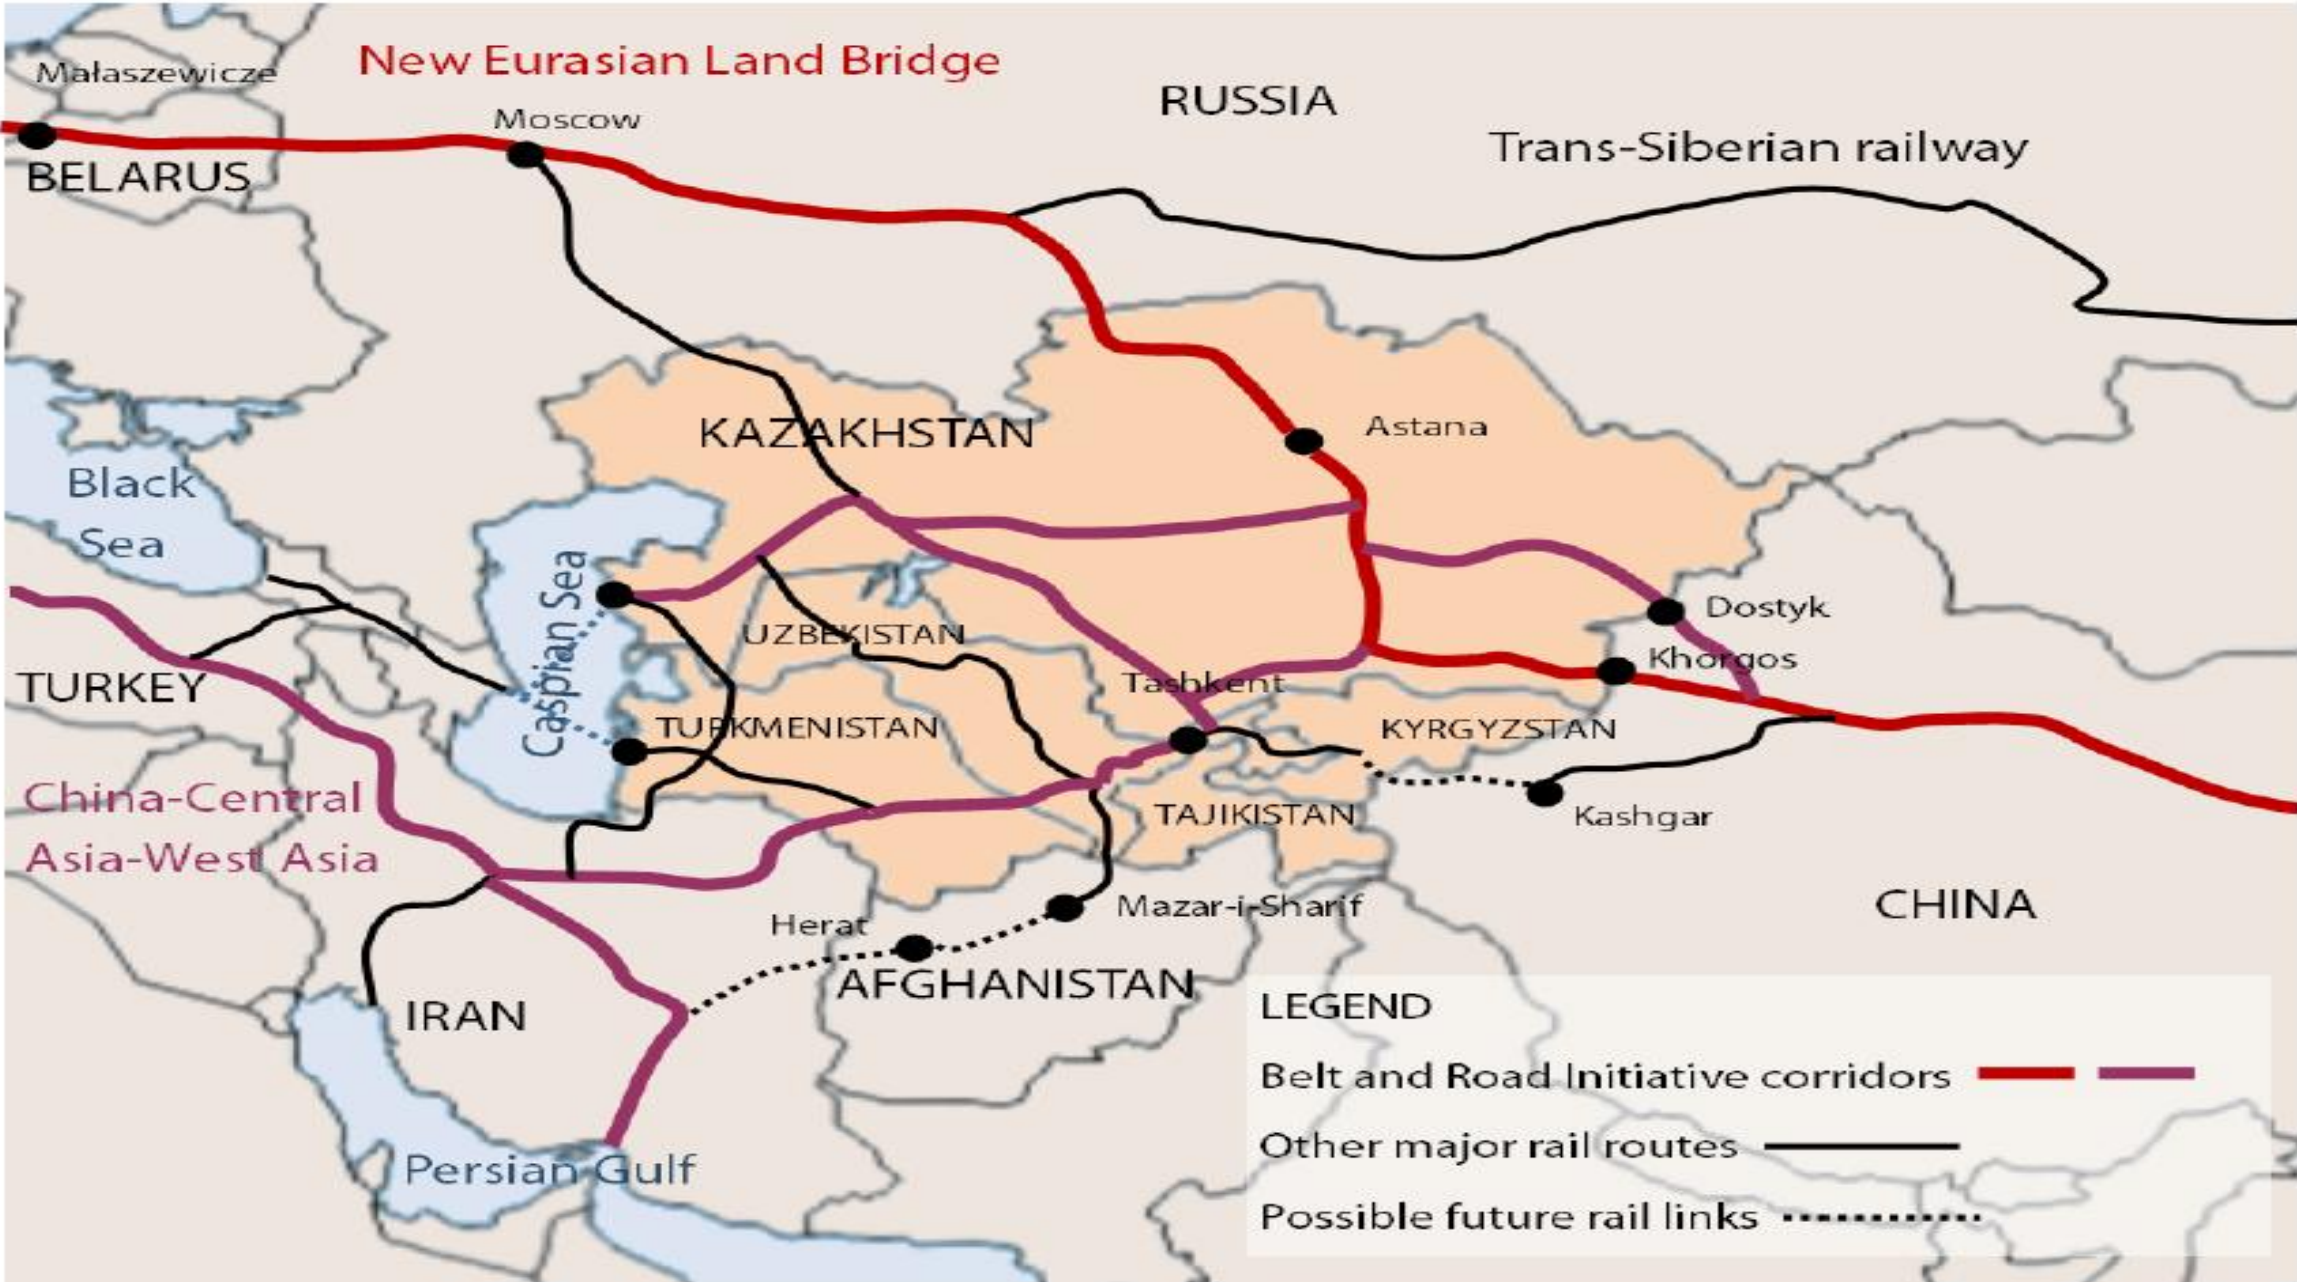 New Eurasian Land Bridge
Małaszewicze
Moscow
RUSSIA
Trans-Siberian railway
BELARUS
KAZAKHSTAN
Astana
Black
Sea
Caspian Sea
UZBEKISTAN
Dostyk
Khorgos
TURKEY
Tashkent
TURKMENISTAN
KYRGYZSTAN
China-Central
Asia-West Asia
TAJIKISTAN
Kashgar
Herat
Mazar-i-Sharif
CHINA
AFGHANISTAN
IRAN
Persian Gulf
LEGEND
Belt and Road Initiative corridors
Other major rail routes
Possible future rail links